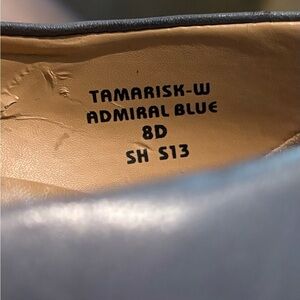 TAMARISK-W
ADMIRAL BLUE
8D
SH S13